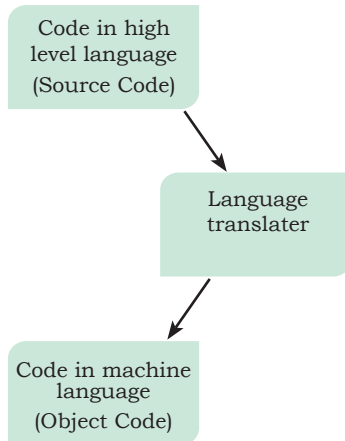 Code in high
level language
(Source Code)
Language
translater
Code in machine
language
(Object Code)